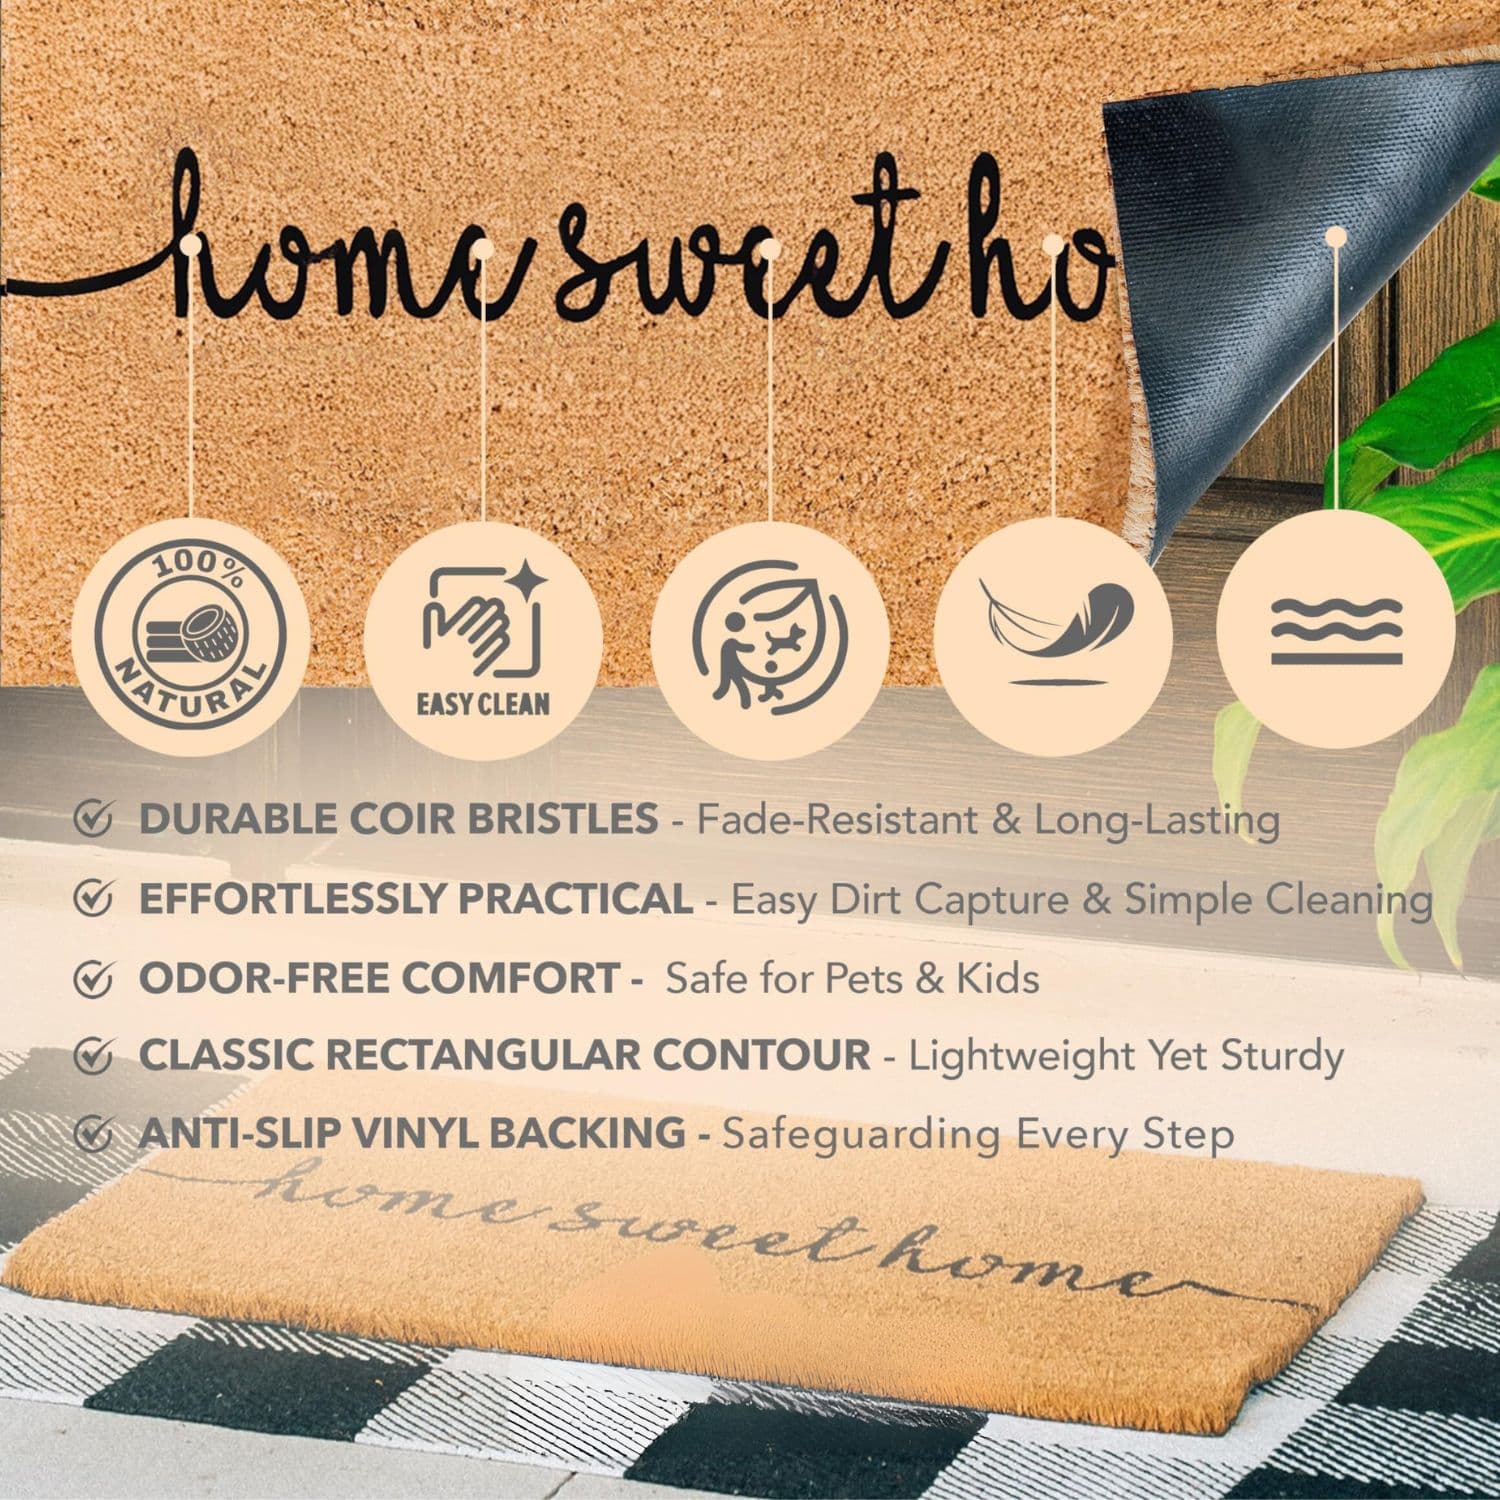 home sweet ho
100%
NATURAL
EASY CLEAN
DURABLE COIR BRISTLES - Fade-Resistant & Long-Lasting
EFFORTLESSLY PRACTICAL - Easy Dirt Capture & Simple Cleaning
ODOR-FREE COMFORT - Safe for Pets & Kids
CLASSIC RECTANGULAR CONTOUR - Lightweight Yet Sturdy
ANTI-SLIP VINYL BACKING - Safeguarding Every Step
home sweet home